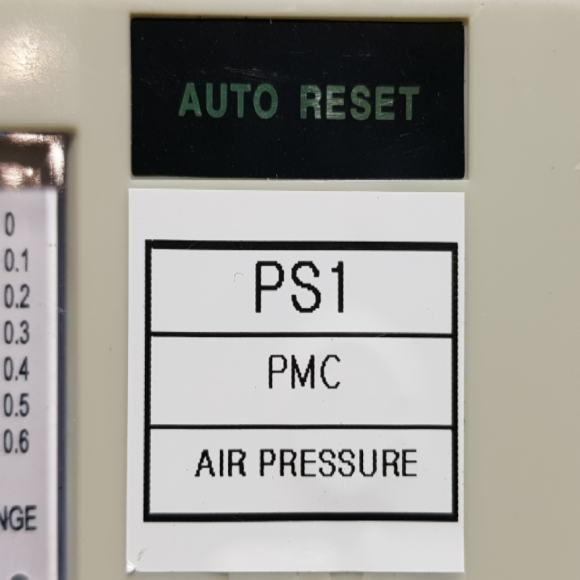 AUTO RESET
0
0.1
0.2
0.3
0.4
0.5
0.6
NGE
PS1
PMC
AIR PRESSURE